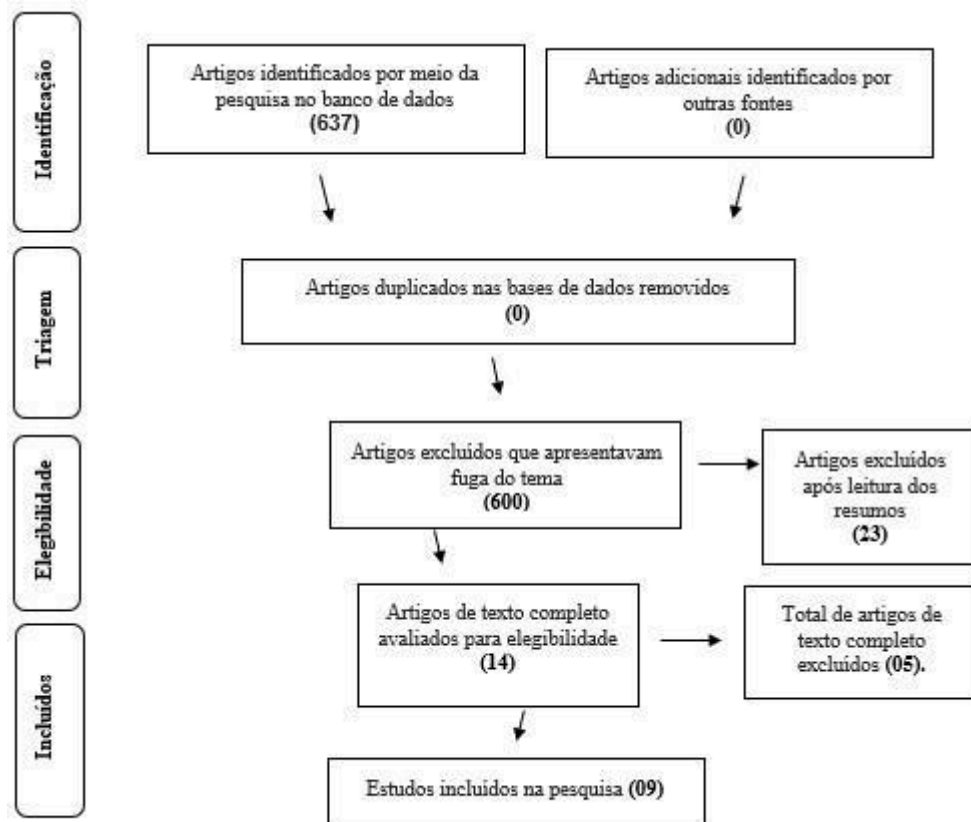 Identificação
Artigos identificados por meio da
pesquisa no banco de dados
(637)
Artigos adicionais identificados por
outras fontes
(0)
Triagem
Artigos duplicados nas bases de dados removidos
(0)
Elegibilidade
Artigos excluídos que apresentavam
fuga do tema
(600)
Artigos excluídos
após leitura dos
resumos
(23)
Artigos de texto completo
avaliados para elegibilidade
(14)
Total de artigos de
texto completo
excluídos (05).
Incluídos
Estudos incluídos na pesquisa (09)